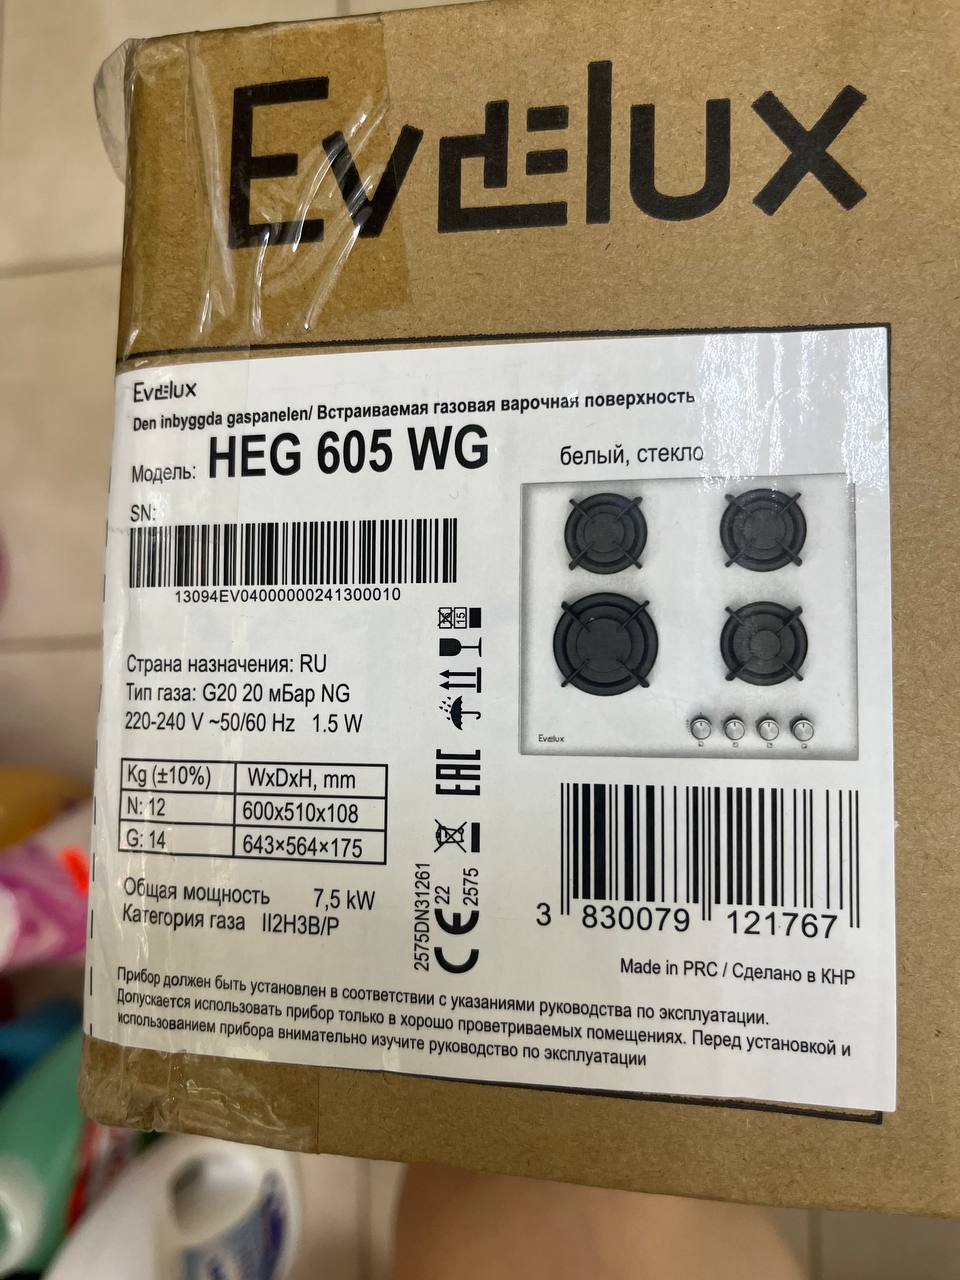 Evelux
Evelux
Den inbyggda gaspanelen/ Встраиваемая газовая варочная поверхность
Модель: HEG 605 WG
белый, стекло
SN:
13094EV04000000241300010
Страна назначения: RU
Тип газа: G20 20 мБар NG
220-240 V ~50/60 Hz 1.5 W
Kg (±10%) WxDxH, mm
N: 12 600x510x108
G: 14 643×564×175
Общая мощность 7,5 kW
Категория газа II2H3B/P
15
EAC
2575DN31261
CE 22
2575
Evelux
3 830079 121767
Made in PRC / Сделано в КНР
Прибор должен быть установлен в соответствии с указаниями руководства по эксплуатации.
Допускается использовать прибор только в хорошо проветриваемых помещениях. Перед установкой и
использованием прибора внимательно изучите руководство по эксплуатации